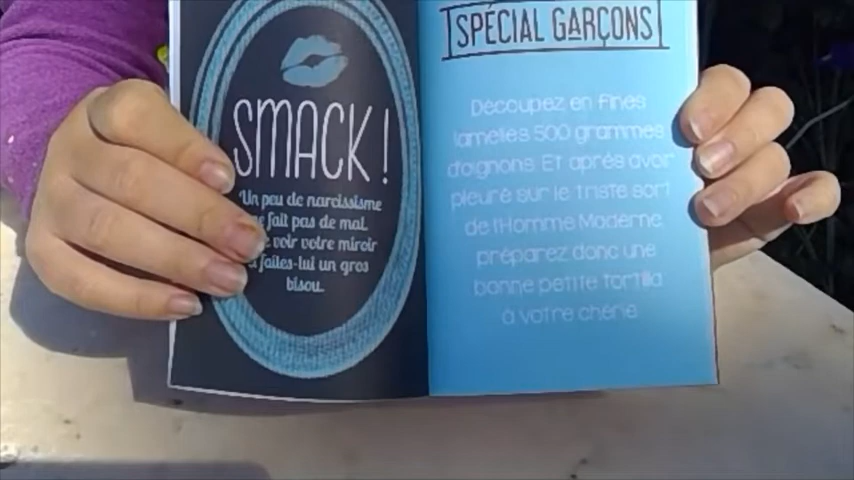 SMACK !
Un peu de narcissisme
ne fait pas de mal.
voir votre miroir
faites-lui un gros
bisou.
SPÉCIAL GARÇONS
Découpez en fines
lamelles 500 grammes
d'oignons. Et après avoir
pleuré sur le triste sort
de l'Homme Moderne,
préparez donc une
bonne petite tortilla
à votre chérie